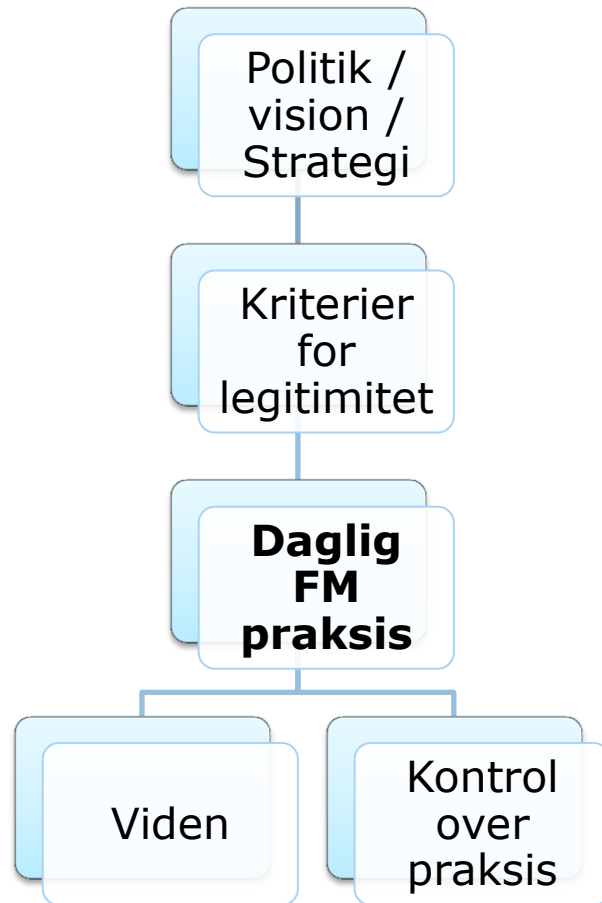 Politik /
vision /
Strategi
Kriterier
for
legitimitet
Daglig
FM
praksis
Viden
Kontrol
over
praksis